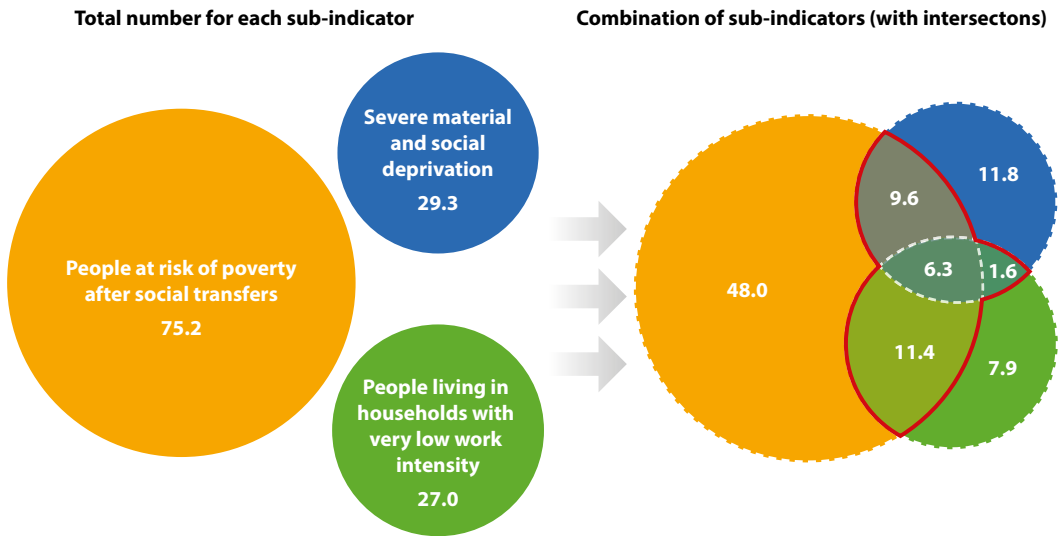 Total number for each sub-indicator
Severe material
and social
deprivation
29.3
People at risk of poverty
after social transfers
75.2
People living in
households with
very low work
intensity
27.0
Combination of sub-indicators (with intersectons)
11.8
9.6
6.3
1.6
48.0
11.4
7.9